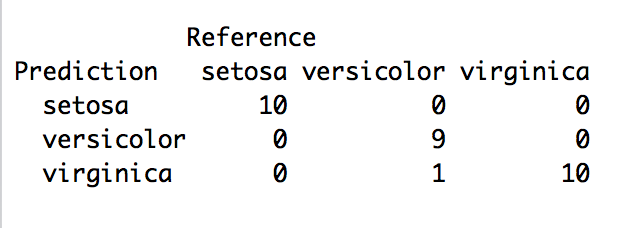 Reference
Prediction setosa versicolor virginica
setosa 10 0 0
versicolor 0 9 0
virginica 0 1 10